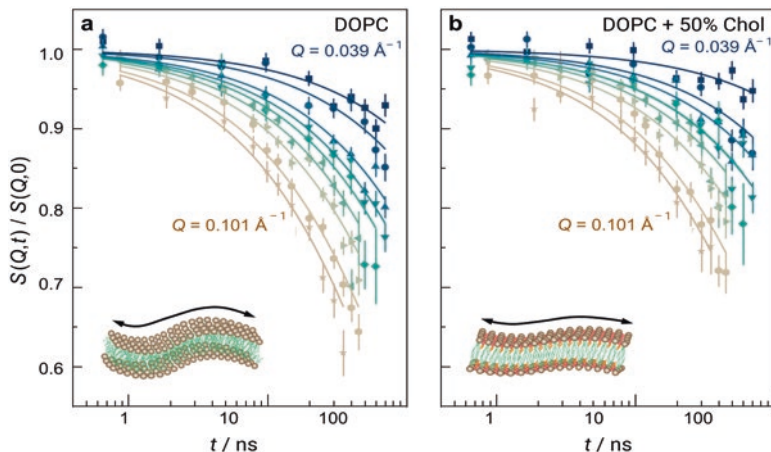 a DOPC
Q = 0.039 Å⁻¹
Q = 0.101 Å⁻¹
S(Q,t) / S(Q,0)
1.0
0.9
0.8
0.7
0.6
1 10 100
t / ns
b DOPC + 50% Chol
Q = 0.039 Å⁻¹
Q = 0.101 Å⁻¹
1 10 100
t / ns